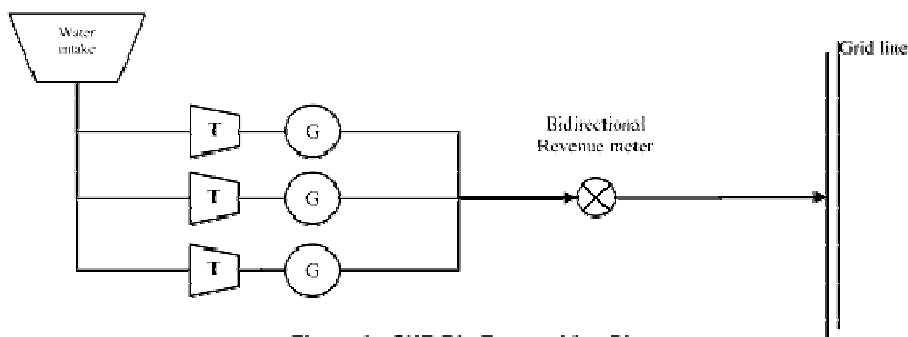 Water
intake
Grid line
T
G
Bidirectional
Revenue meter
T
G
T
G